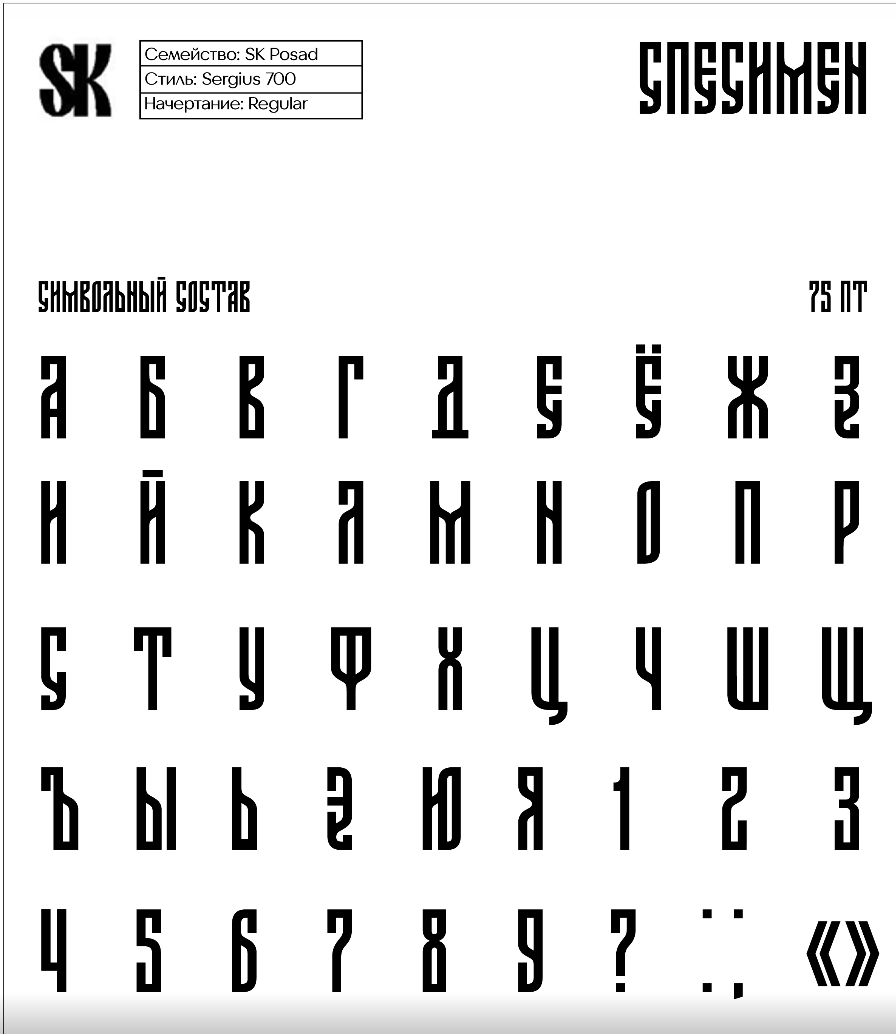 SK
Семейство: SK Posad
Стиль: Sergius 700
Начертание: Regular
СПЕСИМЕН
СИМВОЛЬНЫЙ СОСТАВ
75 ПТ
А Б В Г Д Е Ё Ж З
И Й К Л М Н О П Р
С Т У Ф Х Ц Ч Ш Щ
Ъ Ы Ь Э Ю Я 1 2 3
4 5 6 7 8 9 ? : ; « »